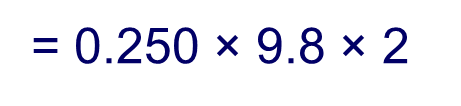 = 0.250 × 9.8 × 2